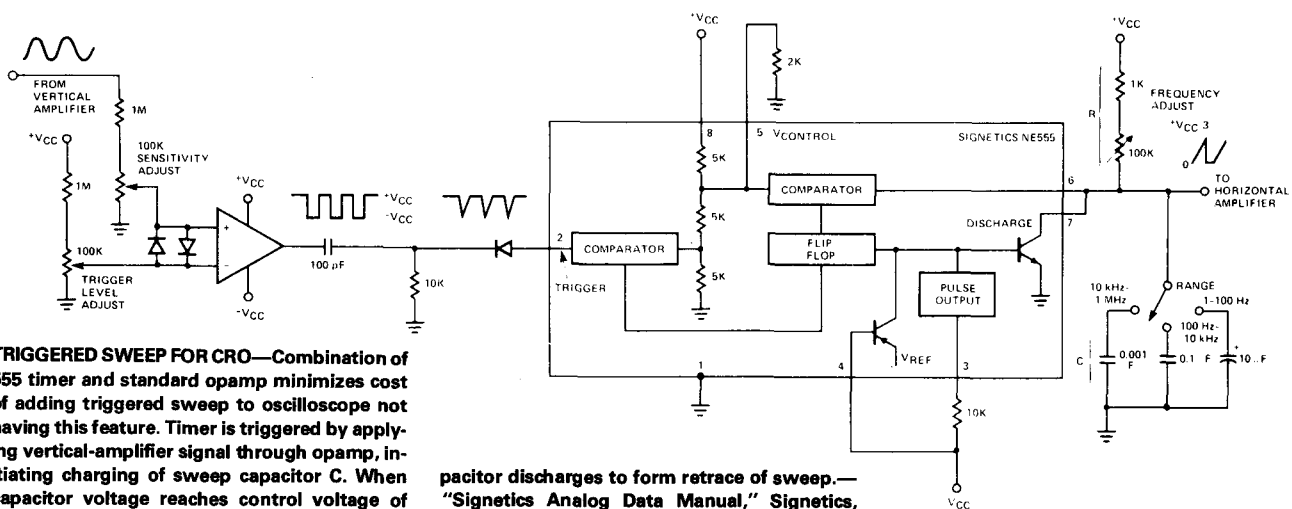 FROM
VERTICAL
AMPLIFIER
1M
+VCC
1M
100K
SENSITIVITY
ADJUST
100K
TRIGGER
LEVEL
ADJUST
+
−
+VCC
-VCC
100 pF
+VCC
-VCC
10K
2
TRIGGER
COMPARATOR
+VCC
8
5K
5K
5K
2K
5 VCONTROL
SIGNETICS NE555
COMPARATOR
FLIP
FLOP
PULSE
OUTPUT
DISCHARGE
6
7
VREF
4
3
1
10K
VCC
+VCC
1K
FREQUENCY
ADJUST
R
100K
+VCC 3
0
TO
HORIZONTAL
AMPLIFIER
RANGE
10 kHz-
1 MHz
100 Hz-
10 kHz
1-100 Hz
C
0.001
F
0.1 F
+
10 F
TRIGGERED SWEEP FOR CRO—Combination of
555 timer and standard opamp minimizes cost
of adding triggered sweep to oscilloscope not
having this feature. Timer is triggered by apply-
ng vertical-amplifier signal through opamp, in-
tiating charging of sweep capacitor C. When
capacitor voltage reaches control voltage of
pacitor discharges to form retrace of sweep.—
"Signetics Analog Data Manual," Signetics,